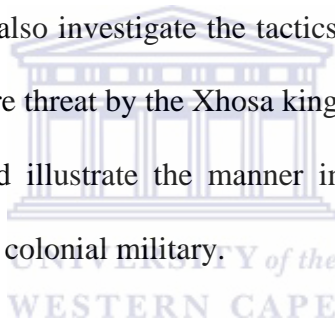 also investigate the tactics
re threat by the Xhosa king
d illustrate the manner in
colonial military.
UNIVERSITY of the
WESTERN CAPE